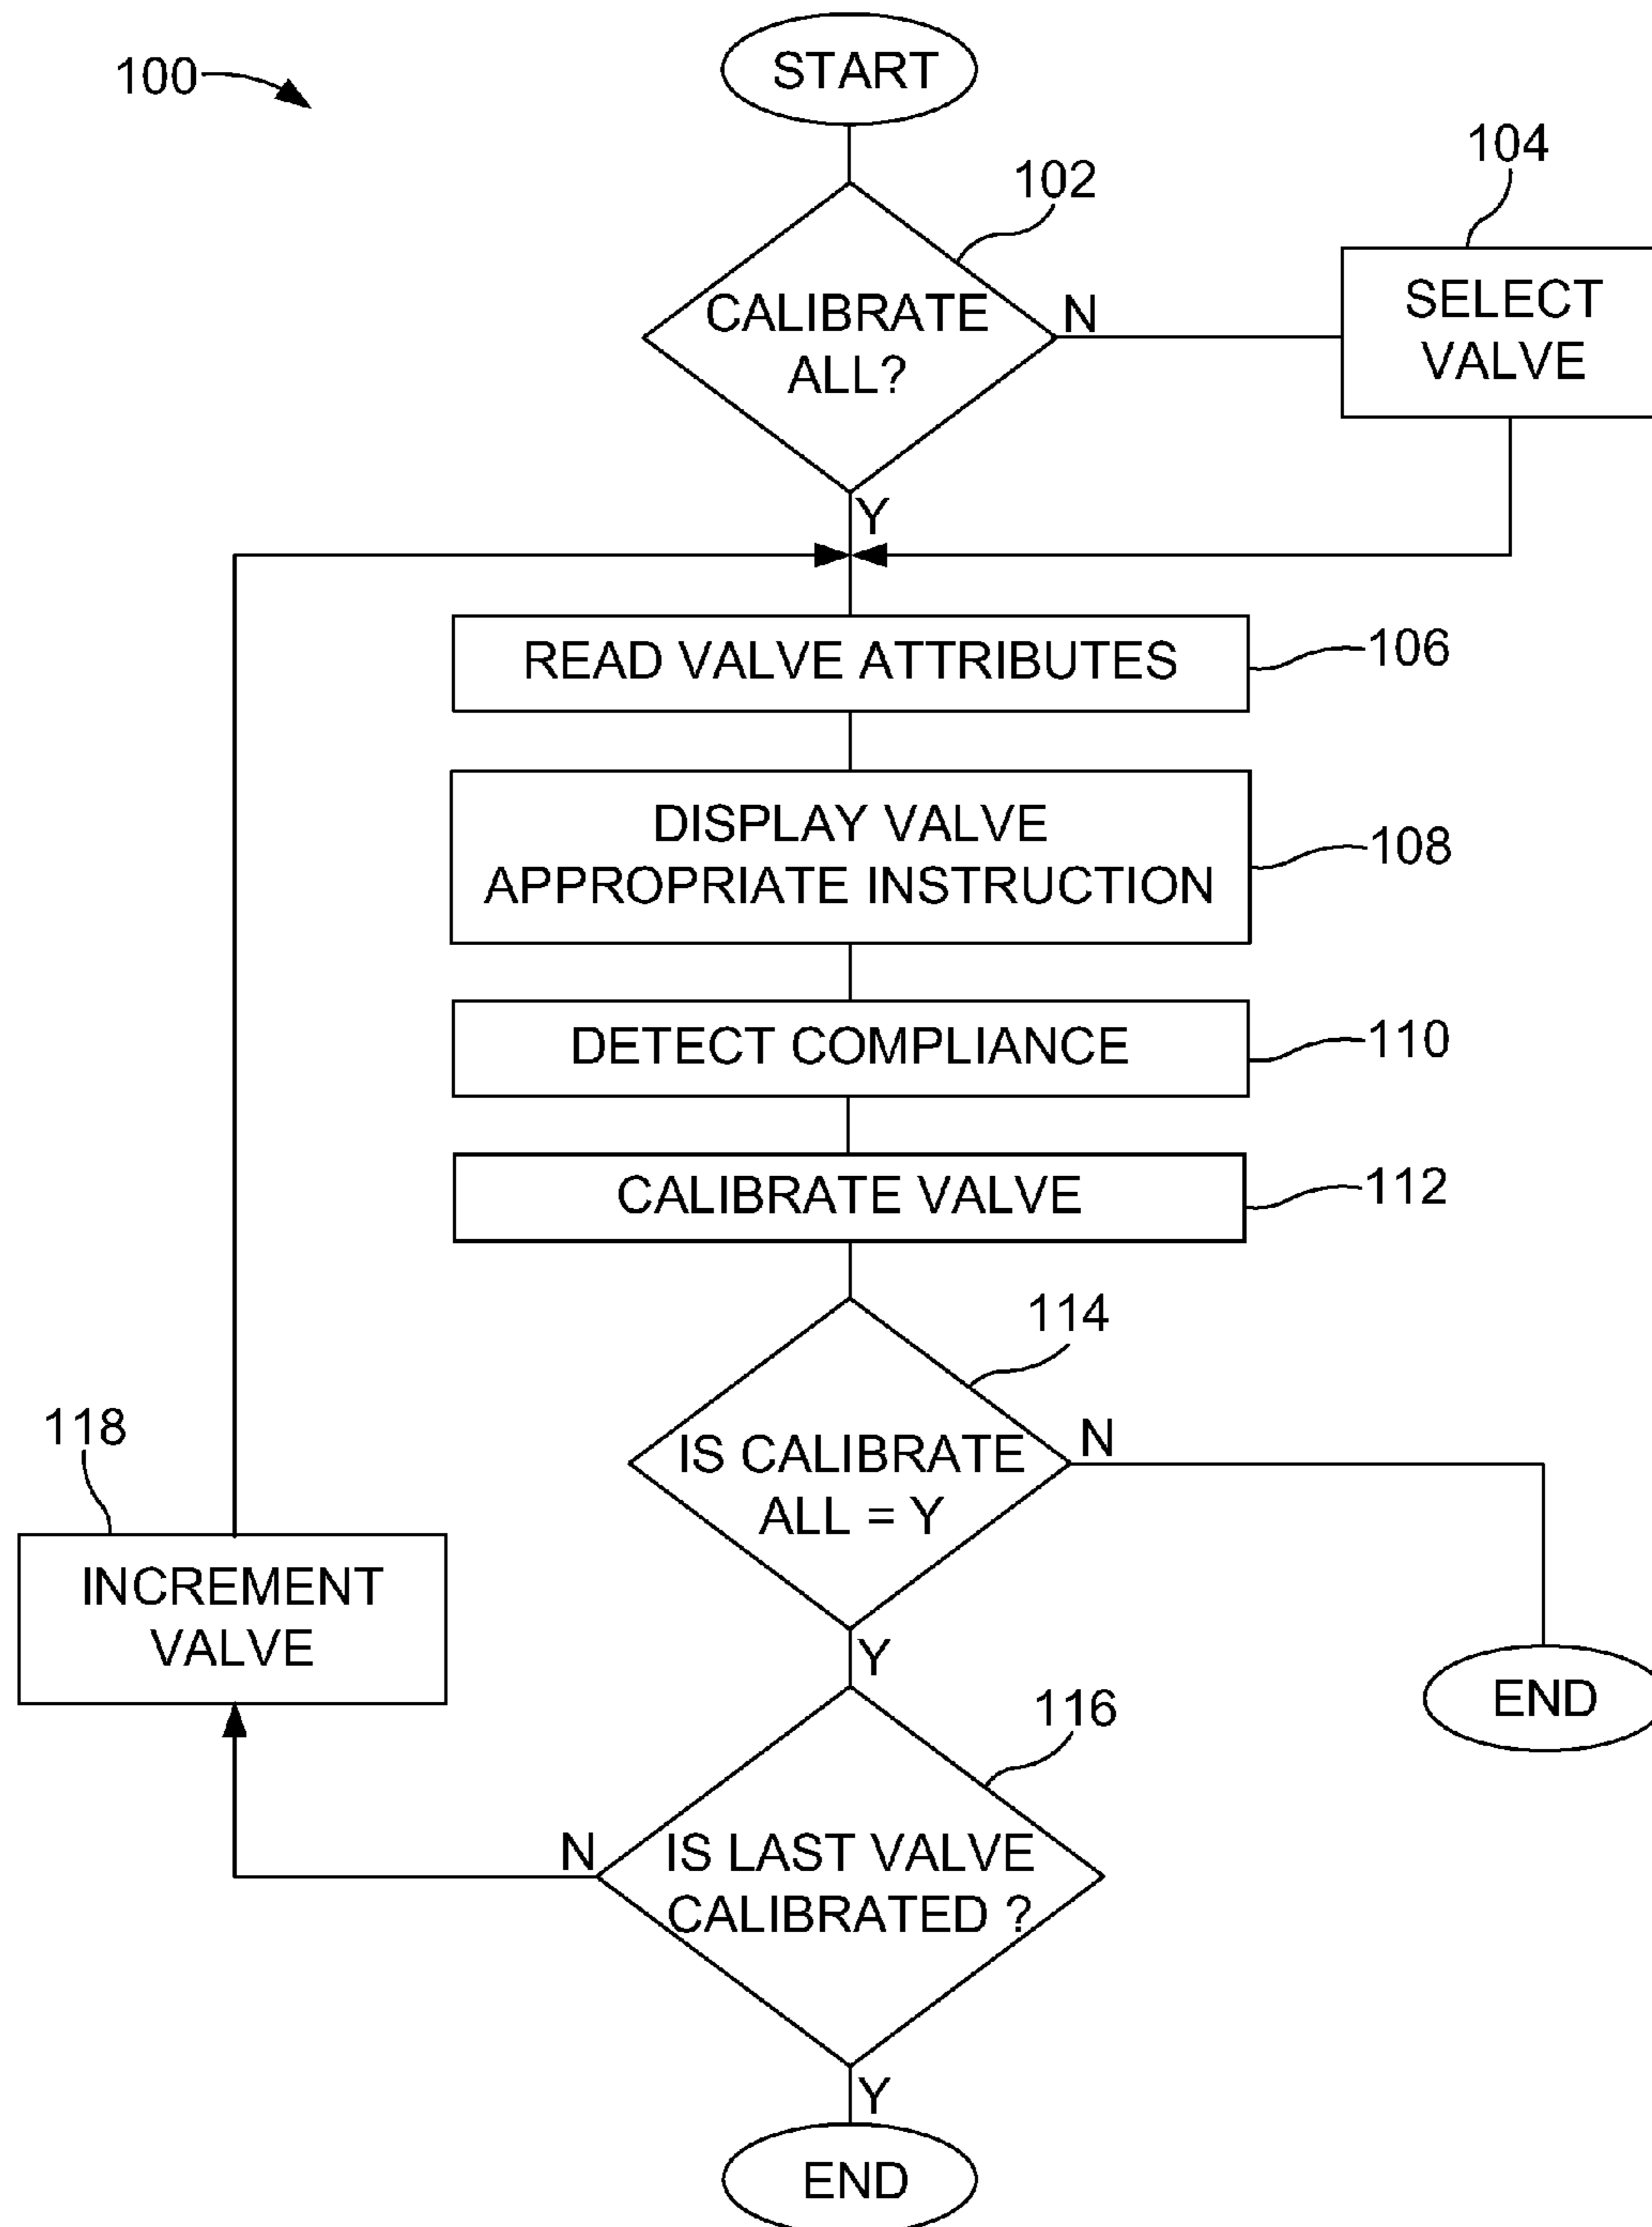 START
100
102
104
CALIBRATE
ALL?
N
SELECT
VALVE
Y
READ VALVE ATTRIBUTES
106
DISPLAY VALVE
APPROPRIATE INSTRUCTION
108
DETECT COMPLIANCE
110
CALIBRATE VALVE
112
114
IS CALIBRATE
ALL = Y
N
118
INCREMENT
VALVE
Y
END
116
N
IS LAST VALVE
CALIBRATED ?
Y
END